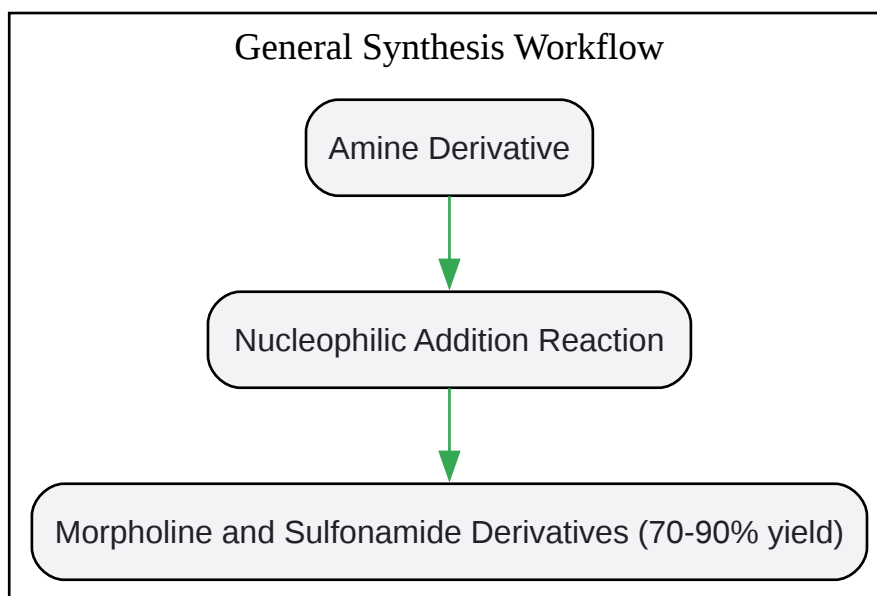 General Synthesis Workflow
Amine Derivative
Nucleophilic Addition Reaction
Morpholine and Sulfonamide Derivatives (70-90% yield)